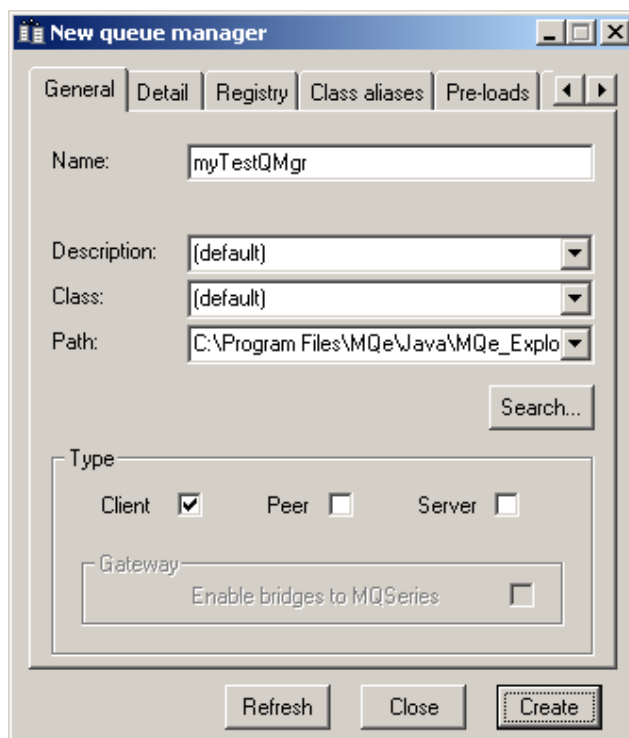 New queue manager
General Detail Registry Class aliases Pre-loads
Name: myTestQMgr
Description: (default)
Class: (default)
Path: C:\Program Files\MQe\Java\MQe_Explo
Search...
Type
Client Peer Server
Gateway
Enable bridges to MQSeries
Refresh Close Create